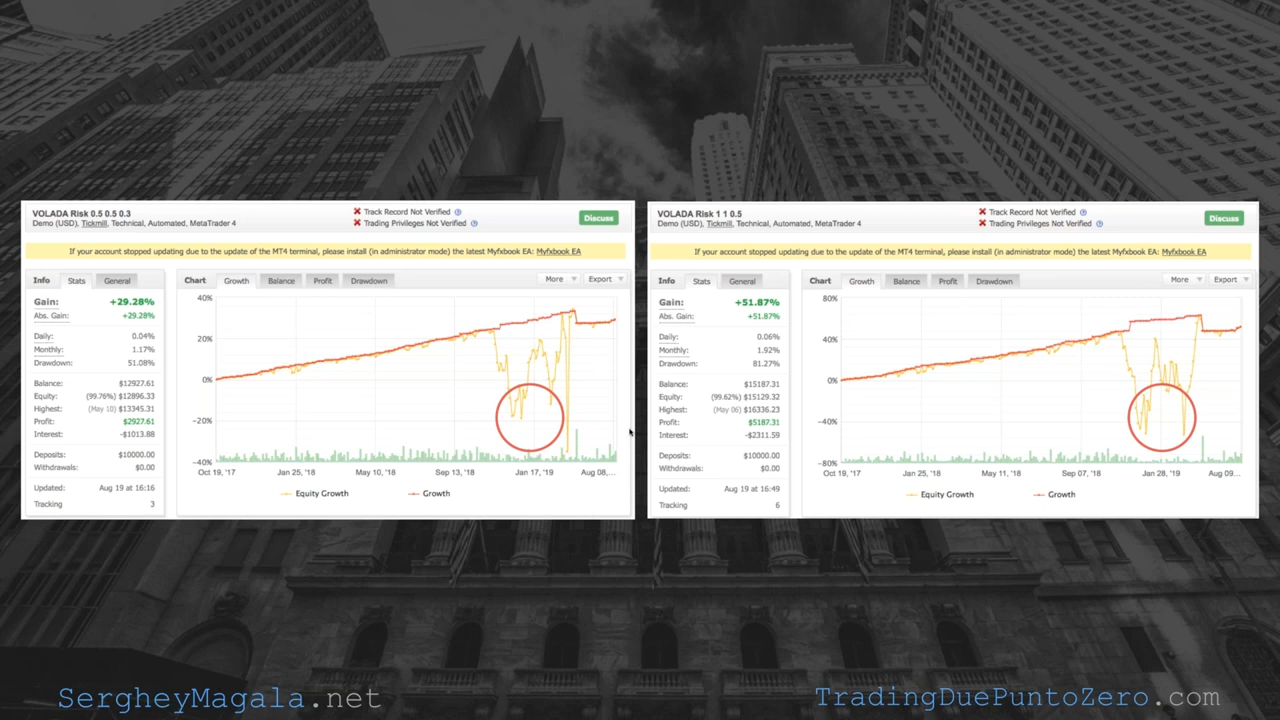 VOLADA Risk 0.5 0.5 0.3
Demo (USD), Tickmill, Technical, Automated, MetaTrader 4
Track Record Not Verified
Trading Privileges Not Verified
Discuss
If your account stopped updating due to the update of the MT4 terminal, please install (in administrator mode) the latest Myfxbook EA: Myfxbook EA
Info Stats General
Gain: +29.28%
Abs. Gain: +29.28%
Daily: 0.04%
Monthly: 1.17%
Drawdown: 51.08%
Balance: $12927.61
Equity: (99.76%) $12896.33
Highest: (May 10) $13345.31
Profit: $2927.61
Interest: -$1013.88
Deposits: $10000.00
Withdrawals: $0.00
Updated: Aug 19 at 16:16
Tracking 3
Chart Growth Balance Profit Drawdown More Export
40%
20%
0%
-20%
-40%
Oct 19, '17 Jan 25, '18 May 10, '18 Sep 13, '18 Jan 17, '19 Aug 08,...
Equity Growth Growth
VOLADA Risk 1 1 0.5
Demo (USD), Tickmill, Technical, Automated, MetaTrader 4
Track Record Not Verified
Trading Privileges Not Verified
Discuss
If your account stopped updating due to the update of the MT4 terminal, please install (in administrator mode) the latest Myfxbook EA: Myfxbook EA
Info Stats General
Gain: +51.87%
Abs. Gain: +51.87%
Daily: 0.06%
Monthly: 1.92%
Drawdown: 81.27%
Balance: $15187.31
Equity: (99.62%) $15129.32
Highest: (May 06) $16336.23
Profit: $5187.31
Interest: -$2311.59
Deposits: $10000.00
Withdrawals: $0.00
Updated: Aug 19 at 16:49
Tracking 6
Chart Growth Balance Profit Drawdown More Export
80%
40%
0%
-40%
-80%
Oct 19, '17 Jan 25, '18 May 11, '18 Sep 07, '18 Jan 28, '19 Aug 09...
Equity Growth Growth
SergheyMagala.net
TradingDuePuntoZero.com